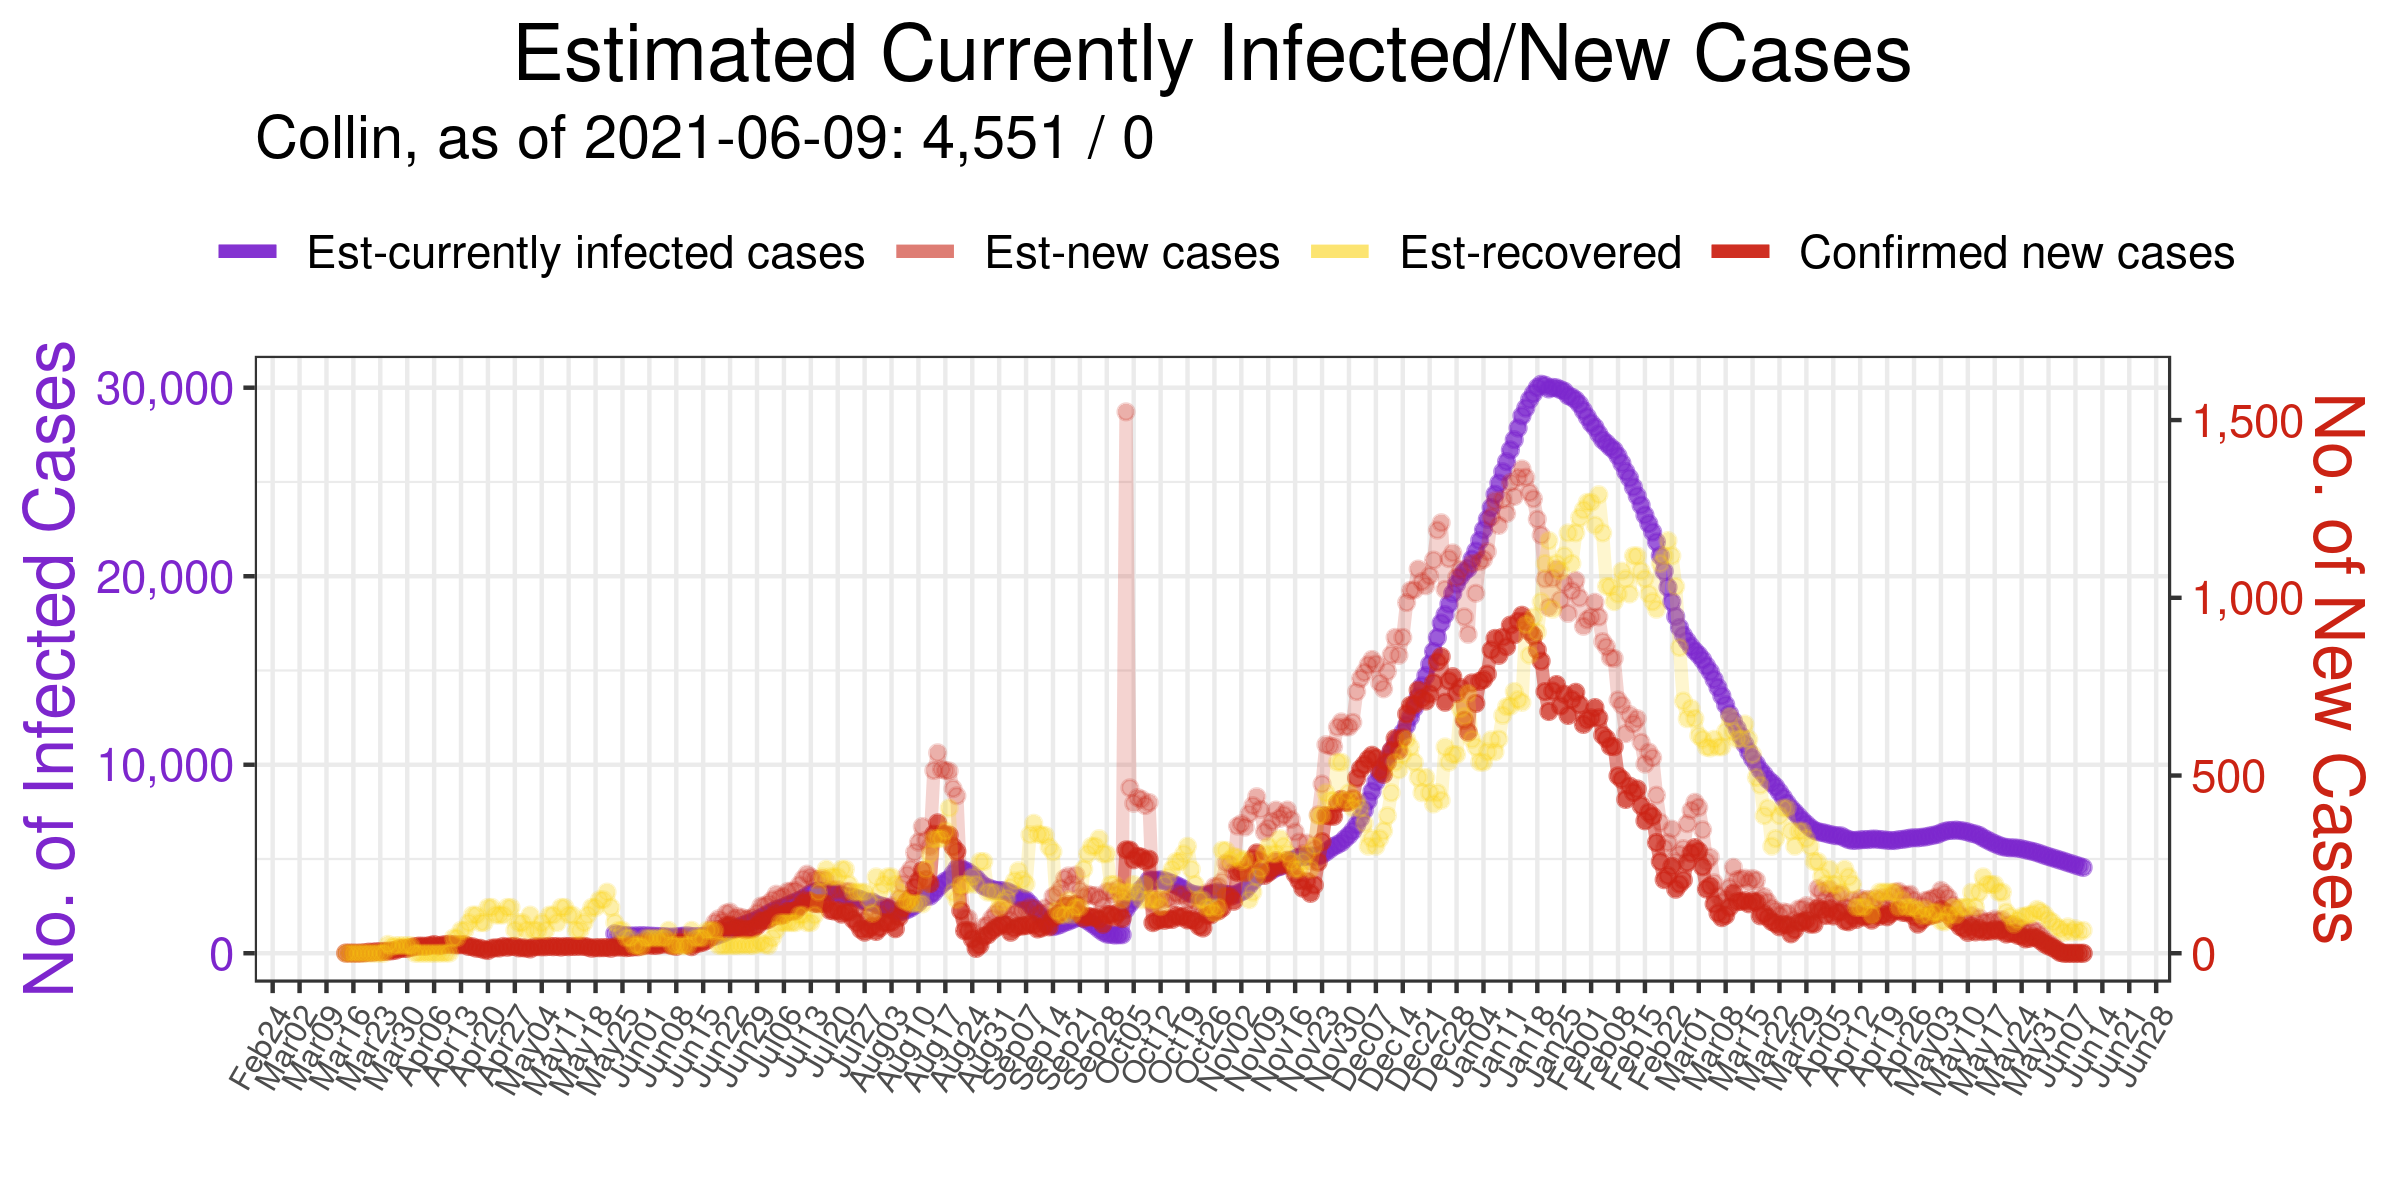 Estimated Currently Infected/New Cases
Collin, as of 2021-06-09: 4,551 / 0
Est-currently infected cases Est-new cases Est-recovered Confirmed new cases
No. of Infected Cases
30,000
20,000
10,000
0
1,500
1,000
500
0
No. of New Cases
Feb24 Mar02 Mar09 Mar16 Mar23 Mar30 Apr06 Apr13 Apr20 Apr27 May04 May11 May18 May25 Jun01 Jun08 Jun15 Jun22 Jun29 Jul06 Jul13 Jul20 Jul27 Aug03 Aug10 Aug17 Aug24 Aug31 Sep07 Sep14 Sep21 Sep28 Oct05 Oct12 Oct19 Oct26 Nov02 Nov09 Nov16 Nov23 Nov30 Dec07 Dec14 Dec21 Dec28 Jan04 Jan11 Jan18 Jan25 Feb01 Feb08 Feb15 Feb22 Mar01 Mar08 Mar15 Mar22 Mar29 Apr05 Apr12 Apr19 Apr26 May03 May10 May17 May24 May31 Jun07 Jun14 Jun21 Jun28